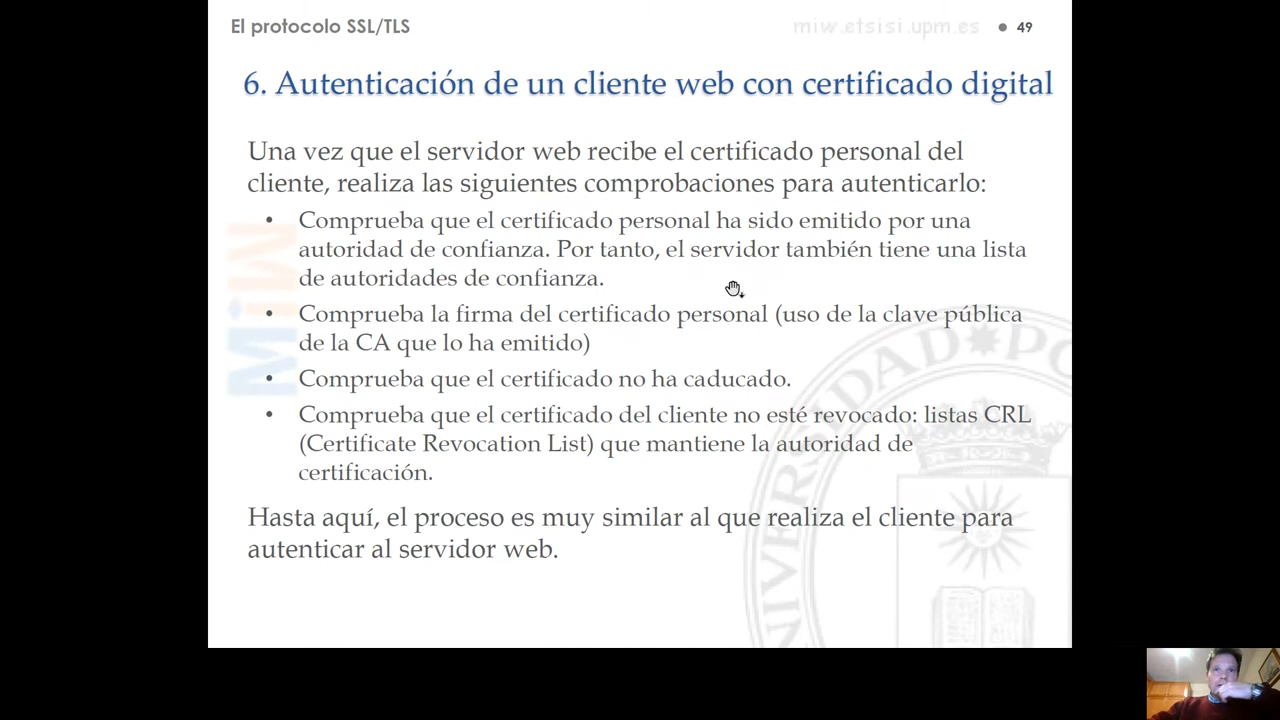 El protocolo SSL/TLS
miw.etsisi.upm.es
49
6. Autenticación de un cliente web con certificado digital
Una vez que el servidor web recibe el certificado personal del
cliente, realiza las siguientes comprobaciones para autenticarlo:
• Comprueba que el certificado personal ha sido emitido por una
autoridad de confianza. Por tanto, el servidor también tiene una lista
de autoridades de confianza.
• Comprueba la firma del certificado personal (uso de la clave pública
de la CA que lo ha emitido)
• Comprueba que el certificado no ha caducado.
• Comprueba que el certificado del cliente no esté revocado: listas CRL
(Certificate Revocation List) que mantiene la autoridad de
certificación.
Hasta aquí, el proceso es muy similar al que realiza el cliente para
autenticar al servidor web.
MiW
UNIVERSIDAD PO